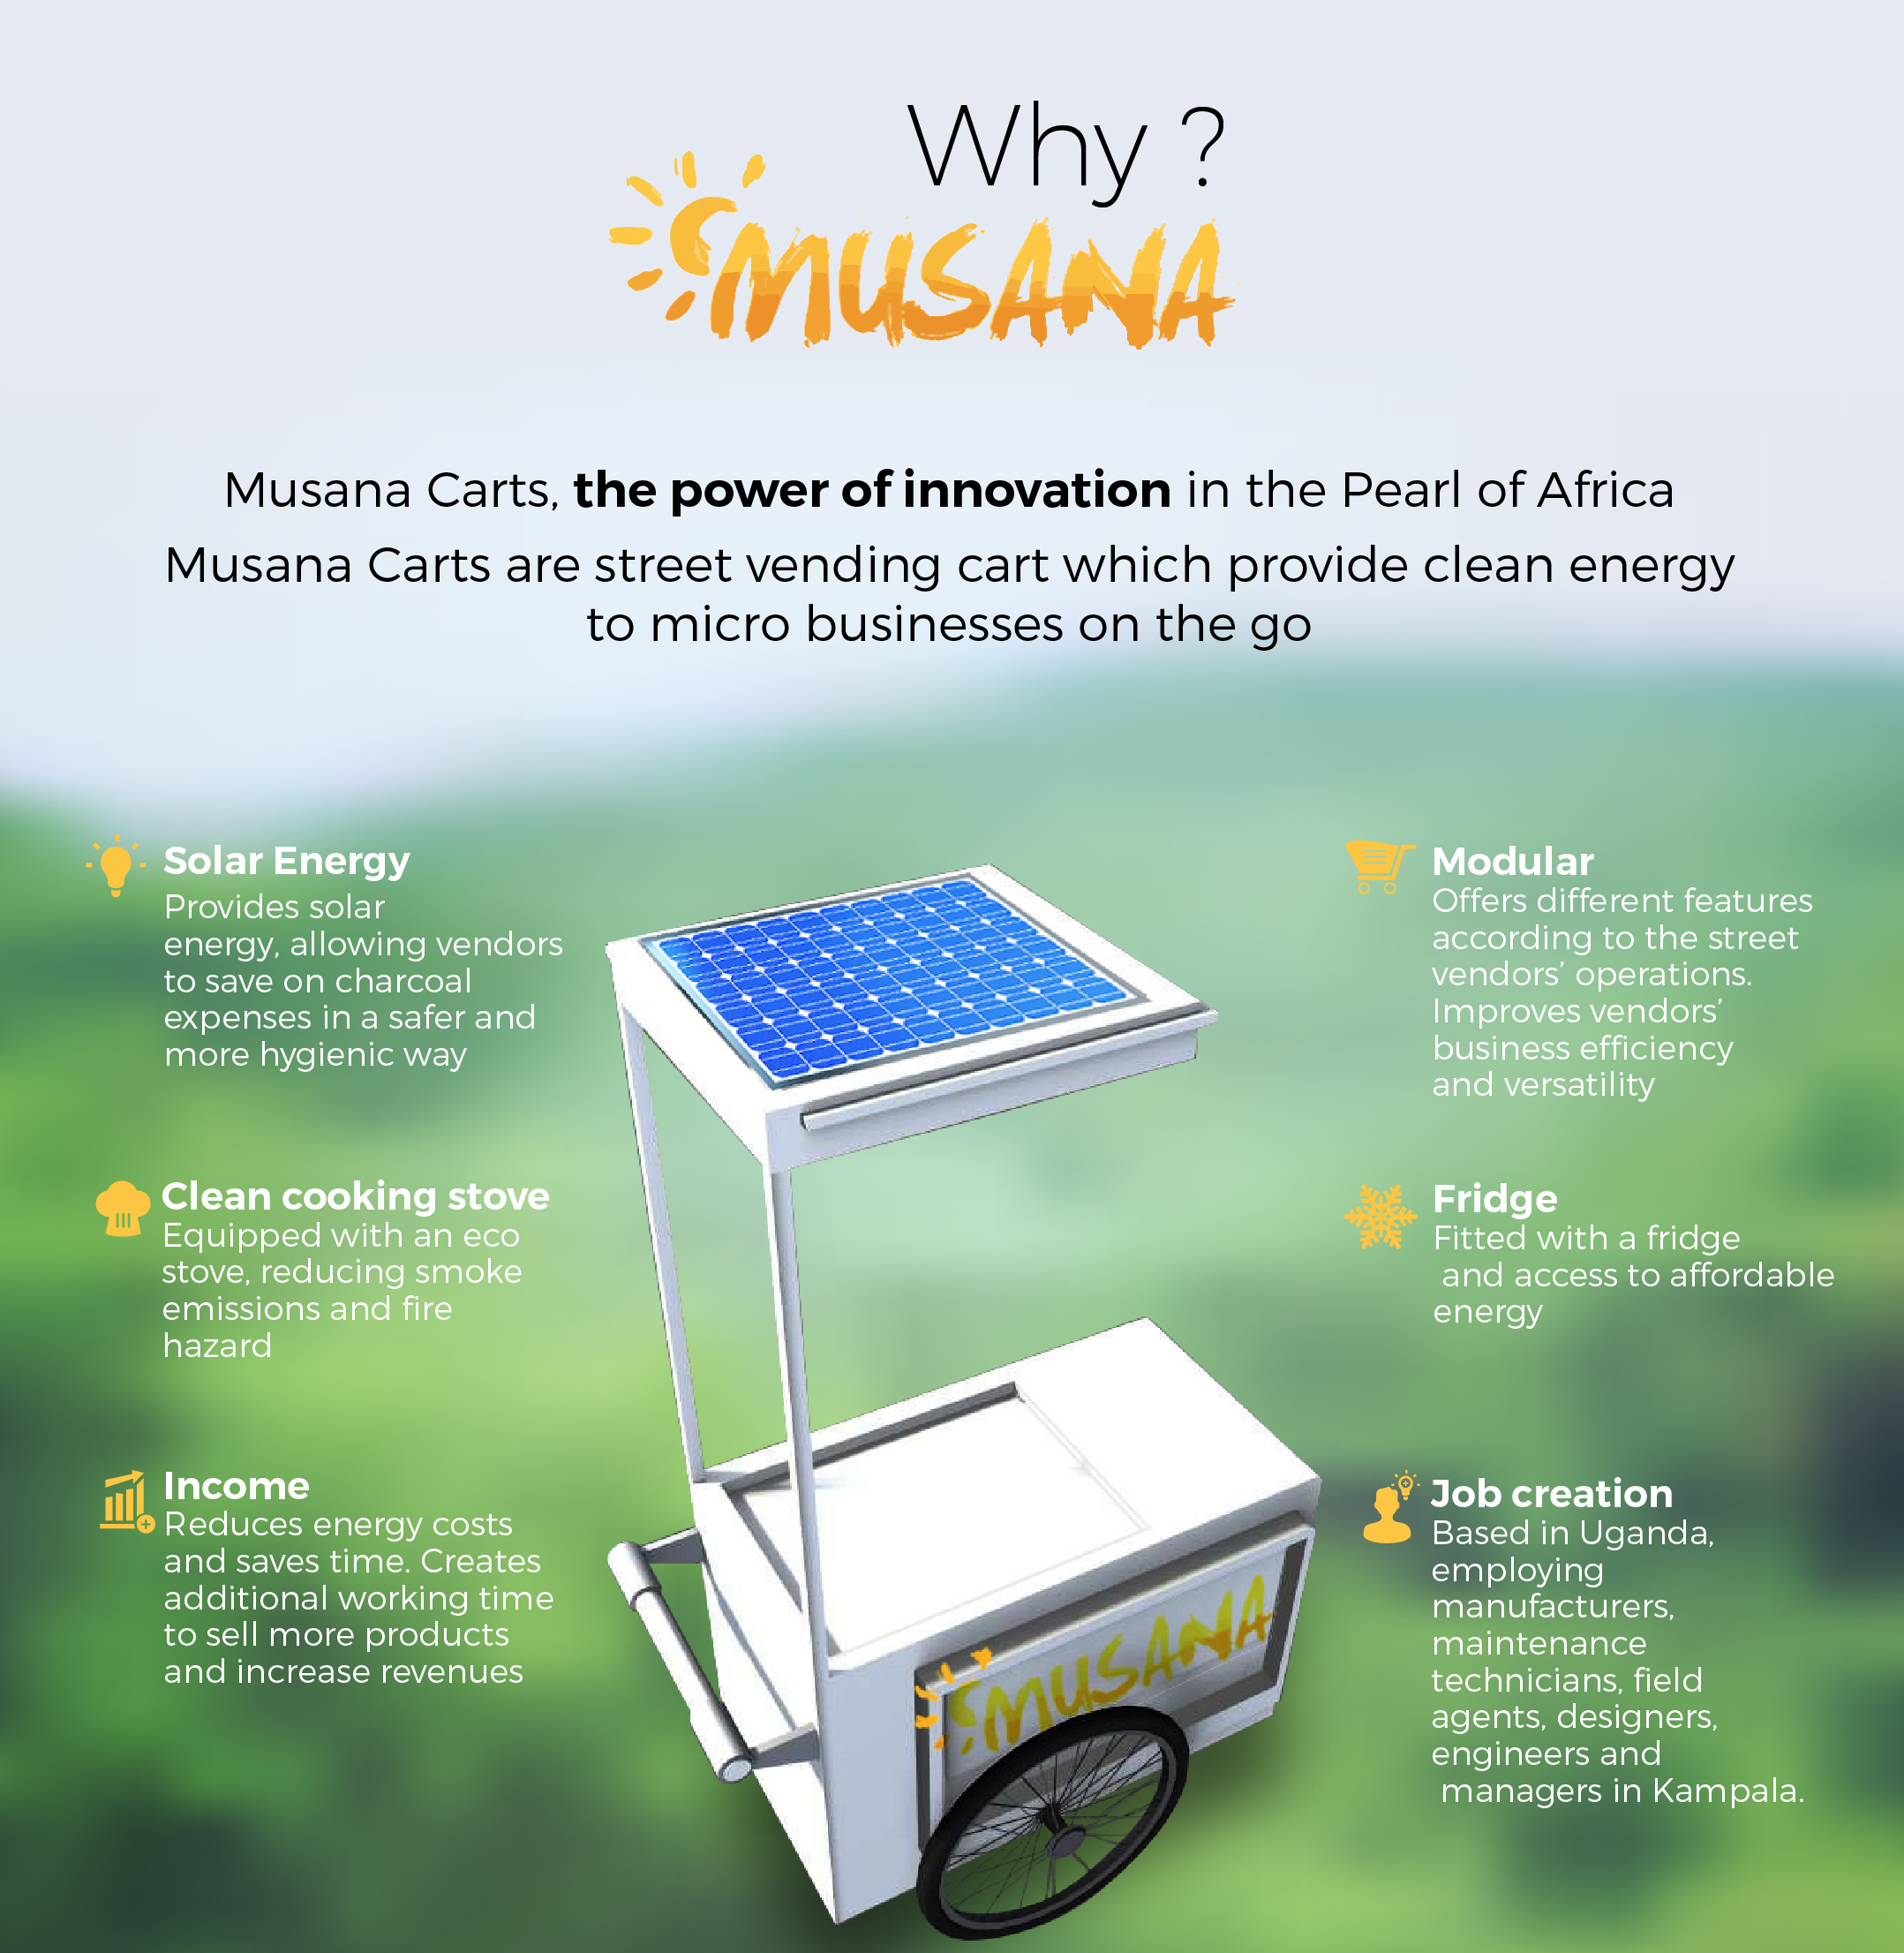 Why ?
MUSANA
Musana Carts, the power of innovation in the Pearl of Africa
Musana Carts are street vending cart which provide clean energy
to micro businesses on the go
Solar Energy
Provides solar
energy, allowing vendors
to save on charcoal
expenses in a safer and
more hygienic way
Clean cooking stove
Equipped with an eco
stove, reducing smoke
emissions and fire
hazard
Income
Reduces energy costs
and saves time. Creates
additional working time
to sell more products
and increase revenues
Modular
Offers different features
according to the street
vendors’ operations.
Improves vendors’
business efficiency
and versatility
Fridge
Fitted with a fridge
and access to affordable
energy
Job creation
Based in Uganda,
employing
manufacturers,
maintenance
technicians, field
agents, designers,
engineers and
managers in Kampala.
MUSANA